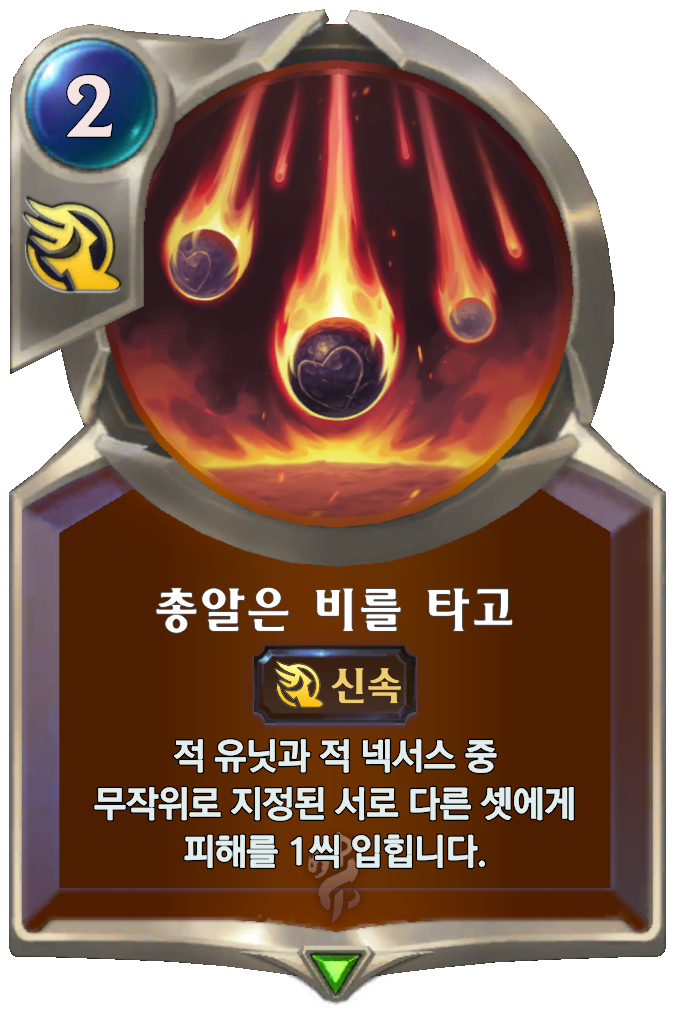 2
총알은 비를 타고
신속
적 유닛과 적 넥서스 중
무작위로 지정된 서로 다른 셋에게
피해를 1씩 입힙니다.